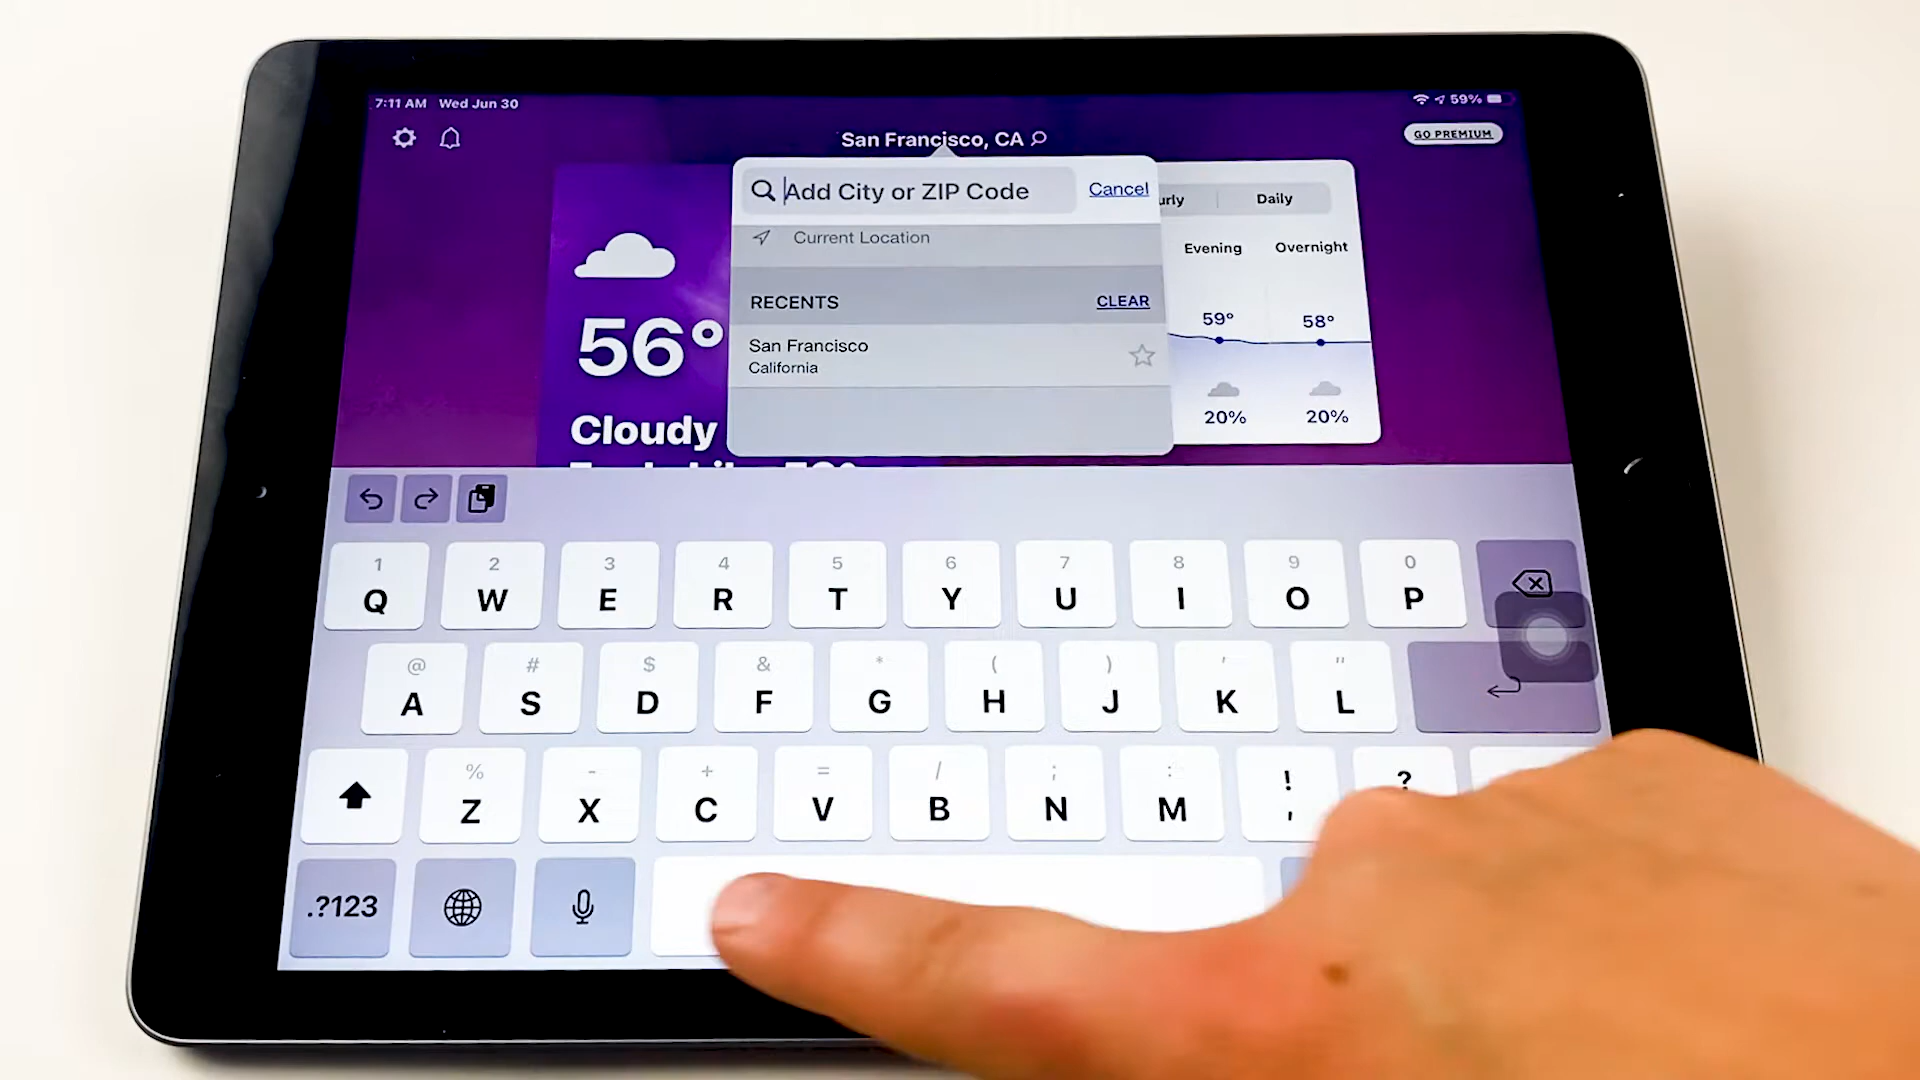 7:11 AM Wed Jun 30
59%
San Francisco, CA
GO PREMIUM
Add City or ZIP Code
Cancel
Daily
Current Location
Evening Overnight
RECENTS
CLEAR
San Francisco
California
56°
59° 58°
Cloudy
20% 20%
1 2 3 4 5 6 7 8 9 0
Q W E R T Y U I O P
@ # $ & * ( ) ' "
A S D F G H J K L
% - + = / ; : ! ?
Z X C V B N M ,
.?123